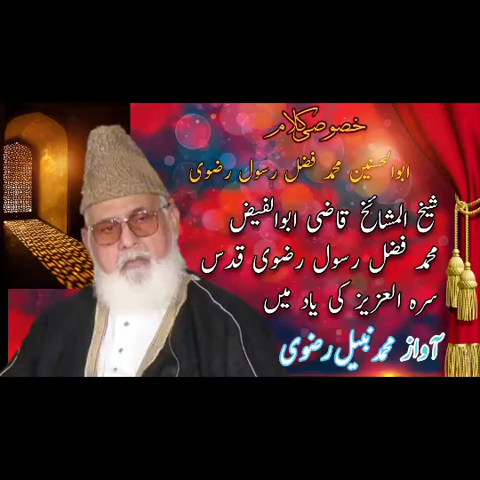 خصوصی کلام
ابوالحسنین محمد فضل رسول رضوی
شیخ المشائخ قاضی ابوالفیض
محمد فضل رسول رضوی قدس
سرہ العزیز کی یاد میں
آواز محمد نبیل رضوی